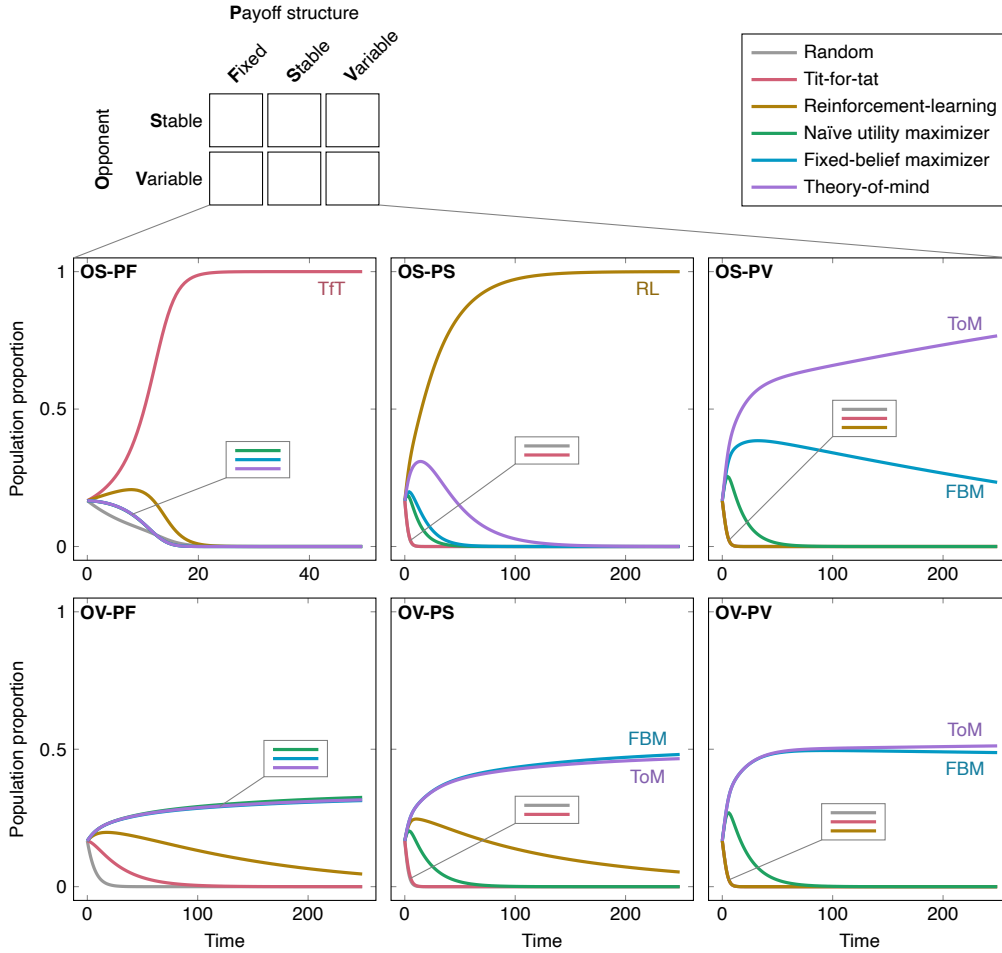 Payoff structure
Fixed
Stable
Variable
Opponent
Stable
Variable
Random
Tit-for-tat
Reinforcement-learning
Naïve utility maximizer
Fixed-belief maximizer
Theory-of-mind
OS-PF
TfT
OS-PS
RL
OS-PV
ToM
FBM
Population proportion
1
0.5
0
0 20 40
0 100 200
0 100 200
OV-PF
OV-PS
FBM
ToM
OV-PV
ToM
FBM
Population proportion
1
0.5
0
0 100 200
0 100 200
0 100 200
Time
Time
Time